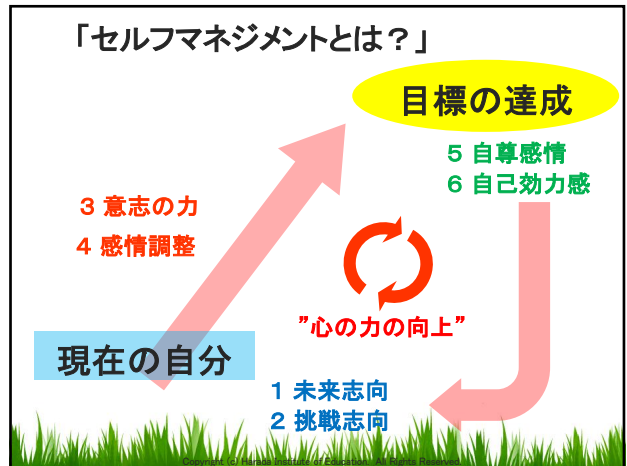 「セルフマネジメントとは？」
目標の達成
5 自尊感情
6 自己効力感
3 意志の力
4 感情調整
”心の力の向上”
現在の自分
1 未来志向
2 挑戦志向
Copyright (c) Harada Institute of Education. All Rights Reserved.